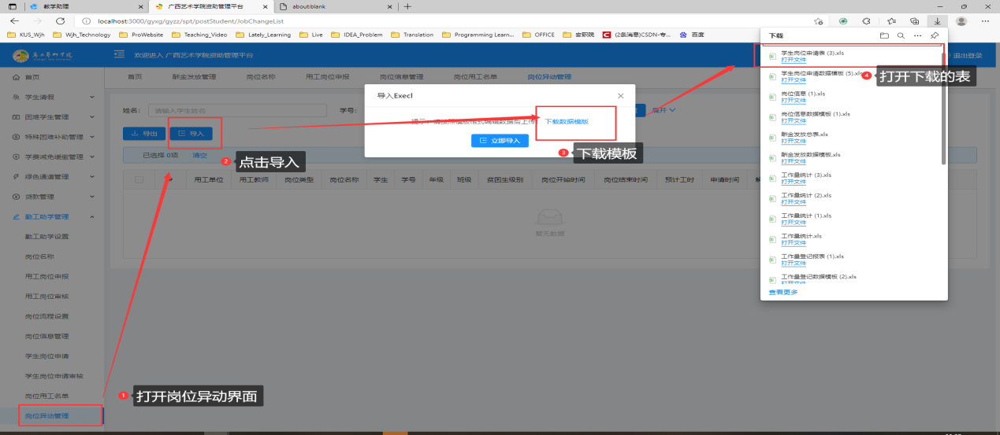 教学助理
广西艺术学院资助管理平台
about:blank
localhost:3000/gyxg/gyzz/spt/postStudent/JobChangeList
KUS_Wjh
Wjh_Technology
ProWebsite
Teaching_Video
Lately_Learning
Live
IDEA_Problem
Translation
Programming Learn...
OFFICE
安职院
(2条消息)CSDN-专...
百度
欢迎进入 广西艺术学院资助管理平台
退出登录
首页
学生请假
困难学生管理
特殊困难补助管理
学费减免缓缴管理
绿色通道管理
贷款管理
勤工助学管理
勤工助学设置
岗位名称
用工岗位申报
用工岗位审核
岗位流程设置
岗位信息管理
学生岗位申请
学生岗位申请审核
岗位用工名单
岗位异动管理
首页
酬金发放管理
岗位名称
用工岗位申报
岗位信息管理
岗位用工名单
岗位异动管理
姓名:
请输入学生姓名
学号:
展开
导出
导入
已选择 0项
清空
用工单位
用工教师
岗位类型
岗位名称
学生
学号
年级
班级
贫困生级别
岗位开始时间
岗位结束时间
预计工时
申请时间
暂无数据
导入Execl
下载数据模版
立即导入
1 打开岗位异动界面
2 点击导入
3 下载模板
4 打开下载的表
下载
学生岗位申请表 (3).xls
打开文件
学生岗位申请数据模板 (5).xls
打开文件
岗位信息 (1).xls
打开文件
岗位信息数据模板 (1).xls
打开文件
酬金发放总表.xls
打开文件
酬金发放数据模板.xls
打开文件
工作量统计 (3).xls
打开文件
工作量统计 (2).xls
打开文件
工作量统计 (1).xls
打开文件
工作量统计.xls
打开文件
工作量登记报表 (1).xls
打开文件
工作量登记数据模板 (2).xls
打开文件
查看更多